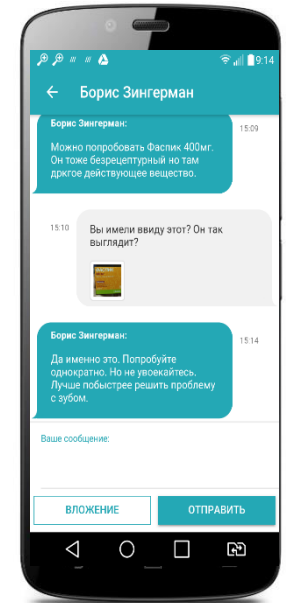 9:14
Борис Зингерман
Борис Зингерман:
15:09
Можно попробовать Фаспик 400мг.
Он тоже безрецептурный но там
дркгое действующее вещество.
15:10
Вы имели ввиду этот? Он так
выглядит?
Борис Зингерман:
15:14
Да именно это. Попробуйте
однократно. Но не увоекайтесь.
Лучше побыстрее решить проблему
с зубом.
Ваше сообщение:
ВЛОЖЕНИЕ
ОТПРАВИТЬ